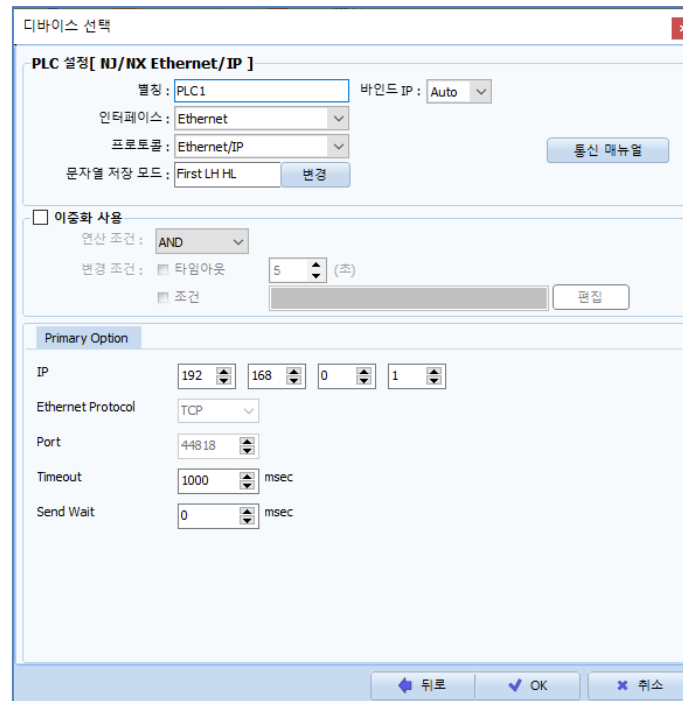 디바이스 선택
PLC 설정[ NJ/NX Ethernet/IP ]
별칭 : PLC1 바인드 IP : Auto
인터페이스 : Ethernet
프로토콜 : Ethernet/IP 통신 매뉴얼
문자열 저장 모드 : First LH HL 변경
이중화 사용
연산 조건 : AND
변경 조건 : 타임아웃 5 (초)
조건 편집
Primary Option
IP 192 168 0 1
Ethernet Protocol TCP
Port 44818
Timeout 1000 msec
Send Wait 0 msec
뒤로 OK 취소